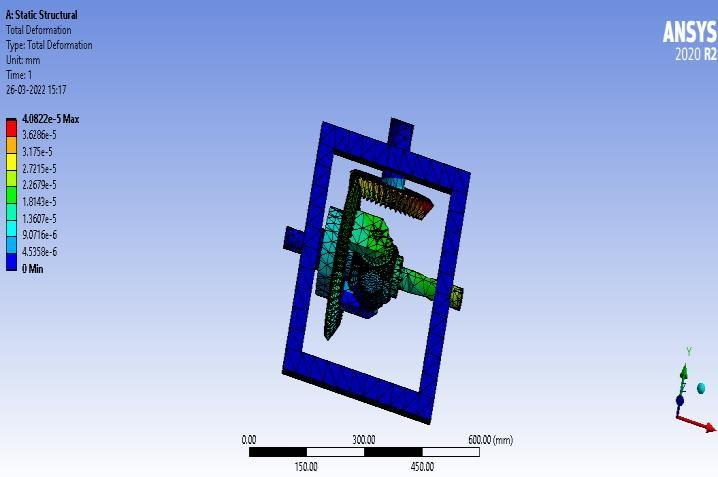 A: Static Structural
Total Deformation
Type: Total Deformation
Unit: mm
Time: 1
26-03-2022 15:17
4.0822e-5 Max
3.6286e-5
3.175e-5
2.7215e-5
2.2679e-5
1.8143e-5
1.3607e-5
9.0716e-6
4.5358e-6
0 Min
ANSYS
2020 R2
Y
0.00 300.00 600.00 (mm)
150.00 450.00